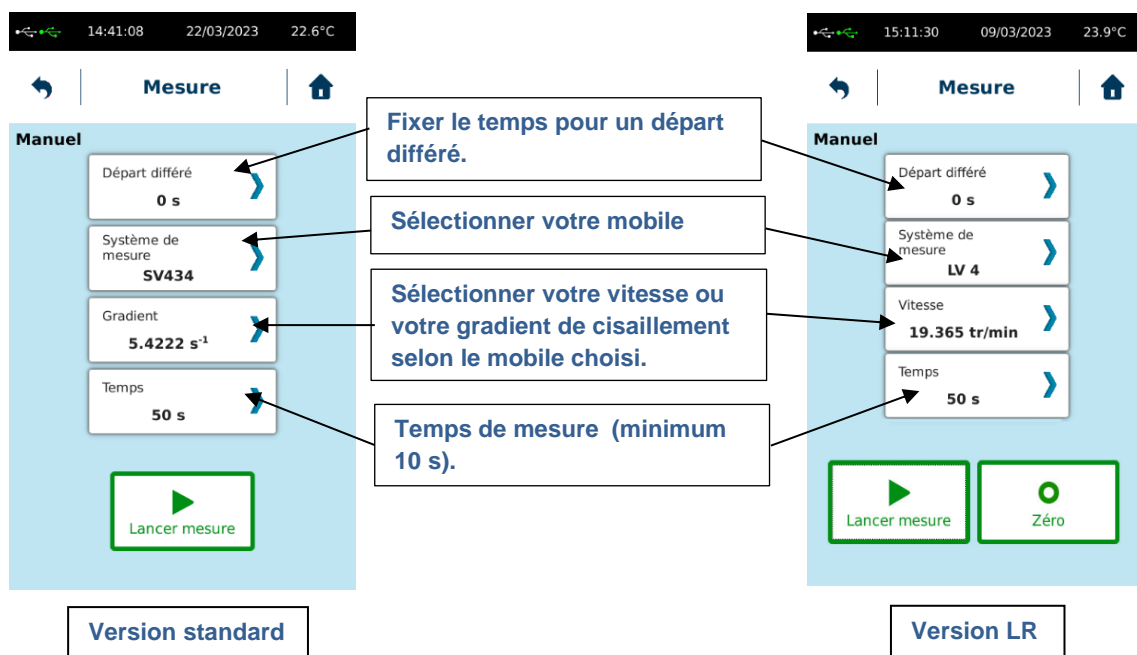 14:41:08 22/03/2023 22.6°C
Mesure
Manuel
Départ différé
0 s
Système de
mesure
SV434
Gradient
5.4222 s⁻¹
Temps
50 s
Lancer mesure
Version standard
Fixer le temps pour un départ
différé.
Sélectionner votre mobile
Sélectionner votre vitesse ou
votre gradient de cisaillement
selon le mobile choisi.
Temps de mesure (minimum
10 s).
15:11:30 09/03/2023 23.9°C
Mesure
Manuel
Départ différé
0 s
Système de
mesure
LV 4
Vitesse
19.365 tr/min
Temps
50 s
Lancer mesure
Zéro
Version LR